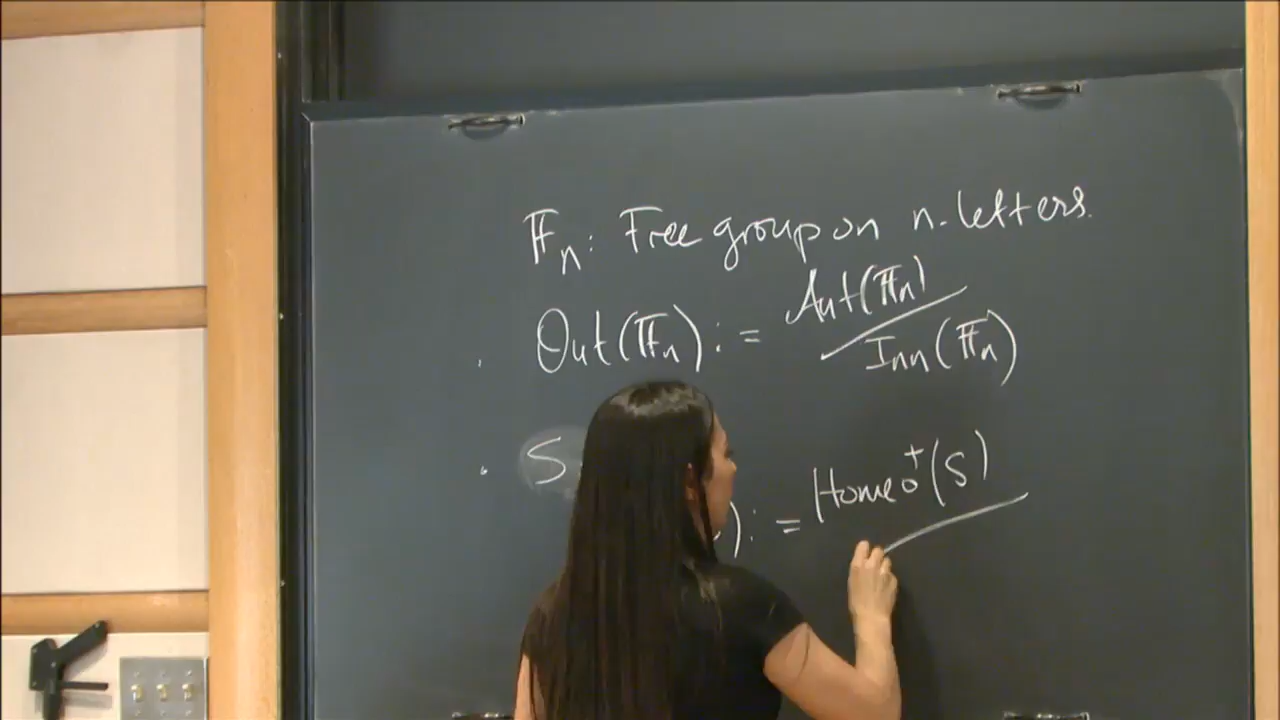 𝔽n: Free group on n-letters.
· Out(𝔽n) := Aut(𝔽n) / Inn(𝔽n)
· S
) := Homeo⁺(S) /